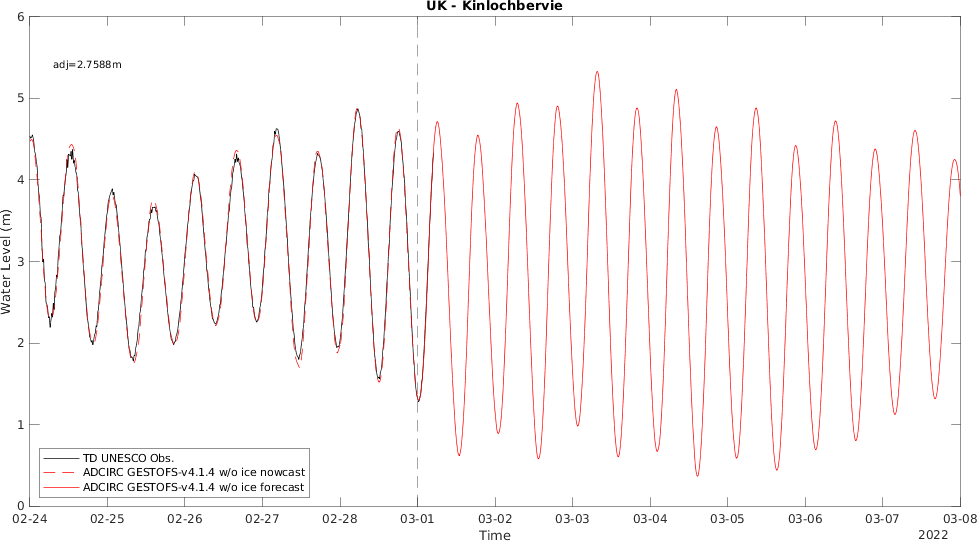 UK - Kinlochbervie
adj=2.7588m
6
5
4
3
2
1
0
Water Level (m)
TD UNESCO Obs.
ADCIRC GESTOFS-v4.1.4 w/o ice nowcast
ADCIRC GESTOFS-v4.1.4 w/o ice forecast
02-24 02-25 02-26 02-27 02-28 03-01 03-02 03-03 03-04 03-05 03-06 03-07 03-08
Time
2022